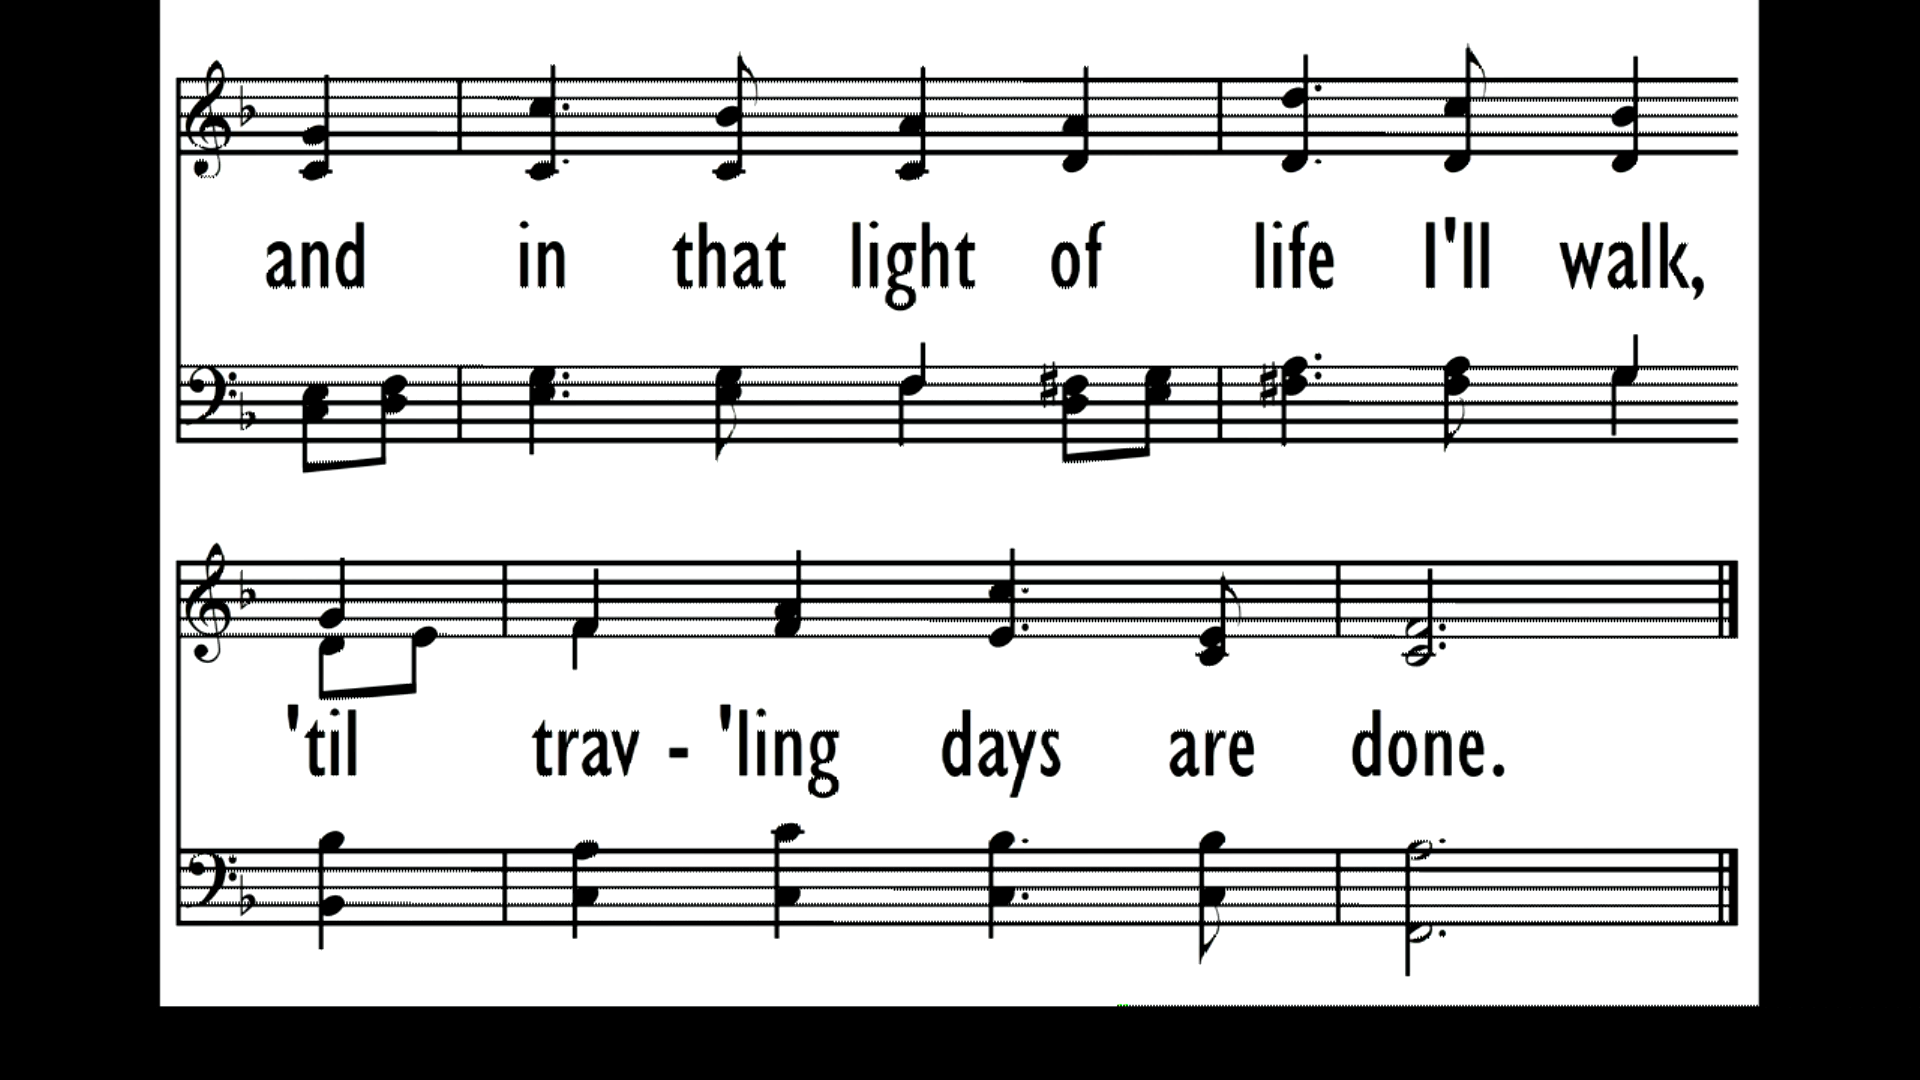 and in that light of life I'll walk,
'til trav - 'ling days are done.